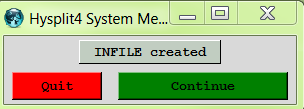 Hysplit4 System Me...
INFILE created
Quit Continue